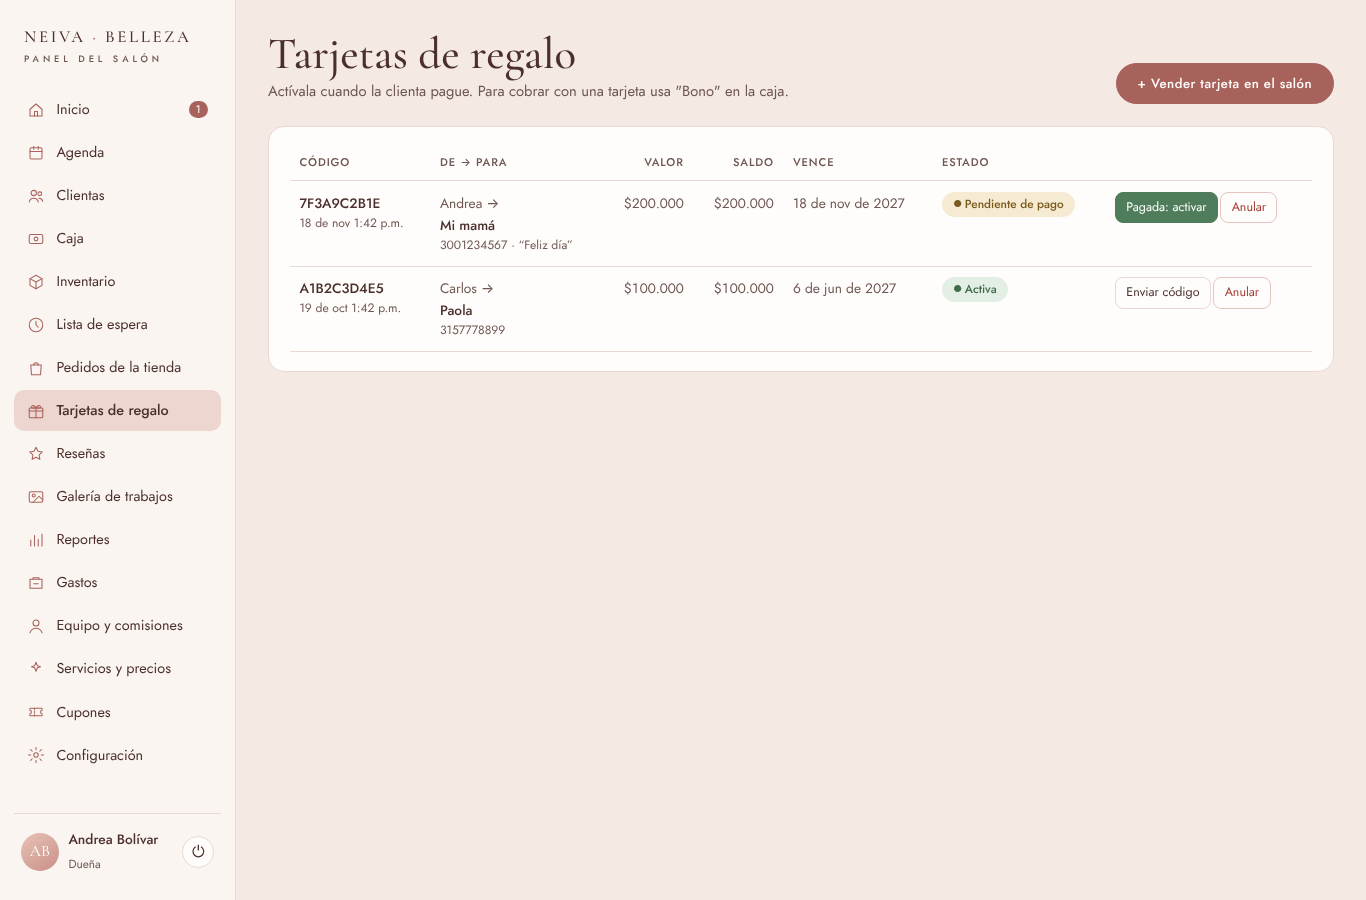 NEIVA · BELLEZA
PANEL DEL SALÓN
Inicio
1
Agenda
Clientas
Caja
Inventario
Lista de espera
Pedidos de la tienda
Tarjetas de regalo
Reseñas
Galería de trabajos
Reportes
Gastos
Equipo y comisiones
Servicios y precios
Cupones
Configuración
AB
Andrea Bolívar
Dueña
Tarjetas de regalo
Actívala cuando la clienta pague. Para cobrar con una tarjeta usa "Bono" en la caja.
+ Vender tarjeta en el salón
CÓDIGO DE → PARA VALOR SALDO VENCE ESTADO
7F3A9C2B1E Andrea → $200.000 $200.000 18 de nov de 2027 Pendiente de pago Pagada: activar Anular
18 de nov 1:42 p.m. Mi mamá
3001234567 · “Feliz día”
A1B2C3D4E5 Carlos → $100.000 $100.000 6 de jun de 2027 Activa Enviar código Anular
19 de oct 1:42 p.m. Paola
3157778899